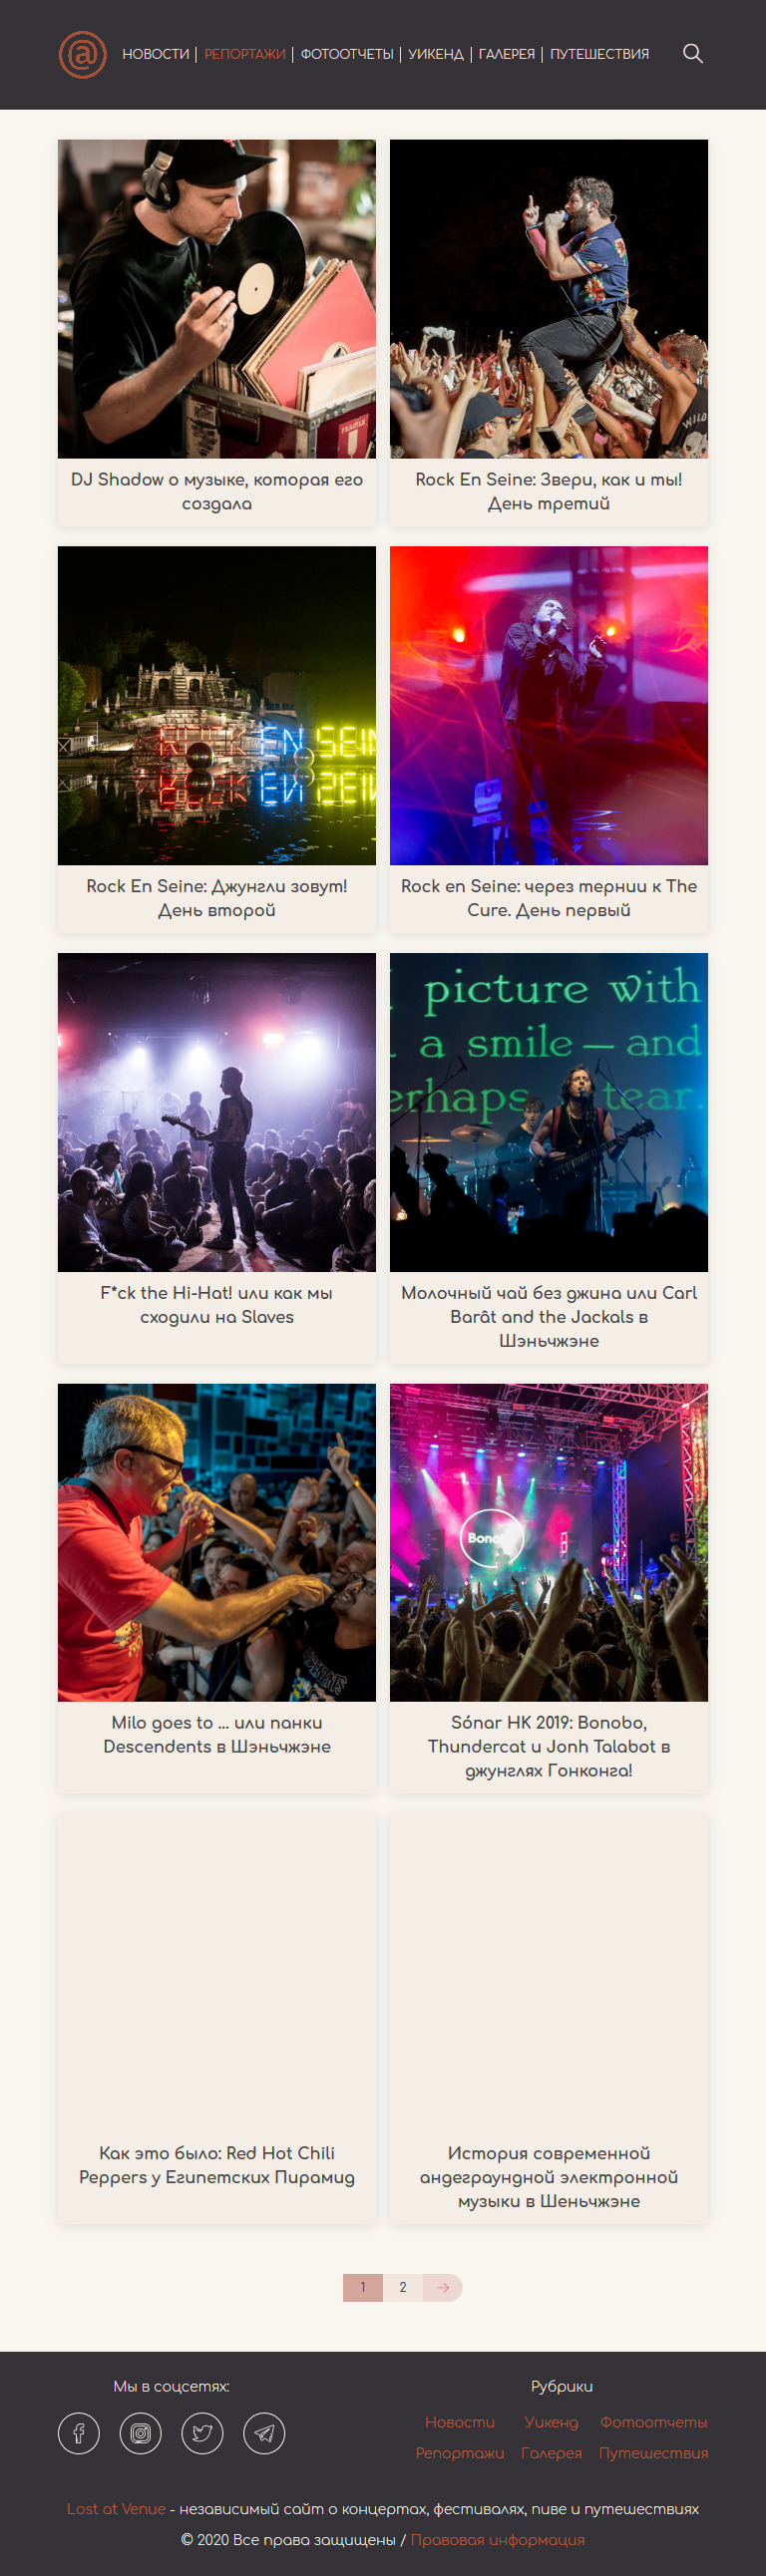 @ НОВОСТИ РЕПОРТАЖИ ФОТООТЧЕТЫ УИКЕНД ГАЛЕРЕЯ ПУТЕШЕСТВИЯ
FRAGILE
WILD
DJ Shadow о музыке, которая его
создала
Rock En Seine: Звери, как и ты!
День третий
ROCK EN SEIN
Rock En Seine: Джунгли зовут!
День второй
Rock en Seine: через тернии к The
Cure. День первый
picture with
a smile — and
erhaps tear.
F*ck the Hi-Hat! или как мы
сходили на Slaves
Молочный чай без джина или Carl
Barât and the Jackals в
Шэньчжэне
Bono
Milo goes to ... или панки
Descendents в Шэньчжэне
Sónar HK 2019: Bonobo,
Thundercat и Jonh Talabot в
джунглях Гонконга!
Как это было: Red Hot Chili
Peppers у Египетских Пирамид
История современной
андеграундной электронной
музыки в Шеньчжэне
1 2 →
Мы в соцсетях:
Рубрики
Новости Уикенд Фотоотчеты
Репортажи Галерея Путешествия
Lost at Venue - независимый сайт о концертах, фестивалях, пиве и путешествиях
© 2020 Все права защищены / Правовая информация